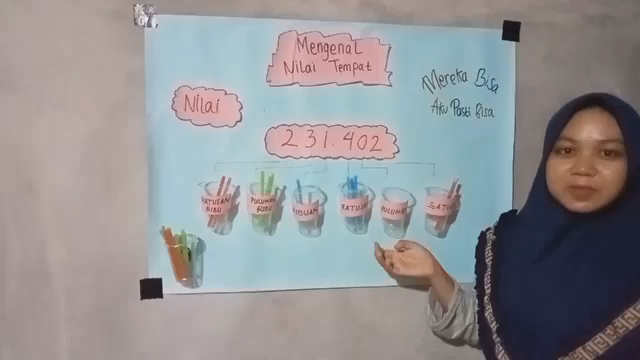 Mengenal
Nilai Tempat
Mereka Bisa
Aku Pasti Bisa
Nilai
231.402
RATUSAN
RIBU
PULUHAN
RIBU
RIBUAN
RATUSAN
PULUHAN
SATUAN